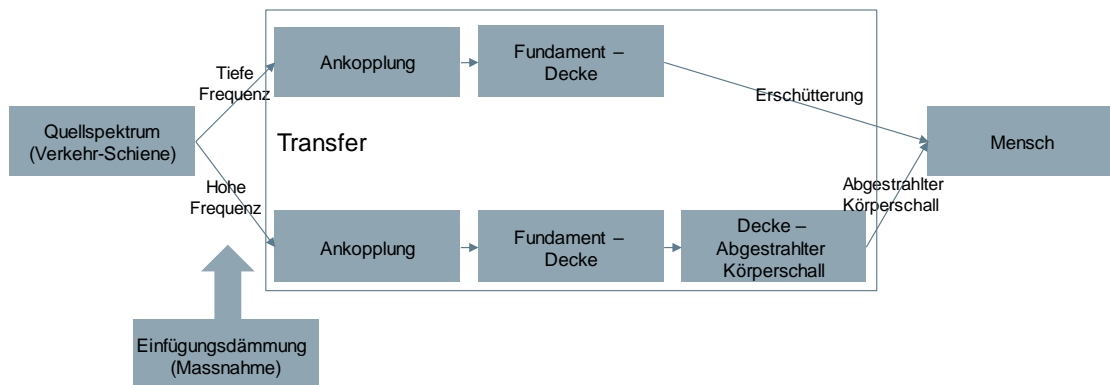 Tiefe
Frequenz
Ankopplung
Fundament –
Decke
Erschütterung
Quellspektrum
(Verkehr-Schiene)
Transfer
Mensch
Hohe
Frequenz
Abgestrahlter
Körperschall
Ankopplung
Fundament –
Decke
Decke –
Abgestrahlter
Körperschall
Einfügungsdämmung
(Massnahme)